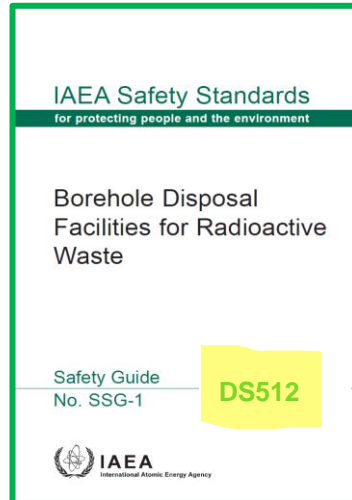 IAEA Safety Standards
for protecting people and the environment
Borehole Disposal
Facilities for Radioactive
Waste
Safety Guide
No. SSG-1
DS512
IAEA
International Atomic Energy Agency